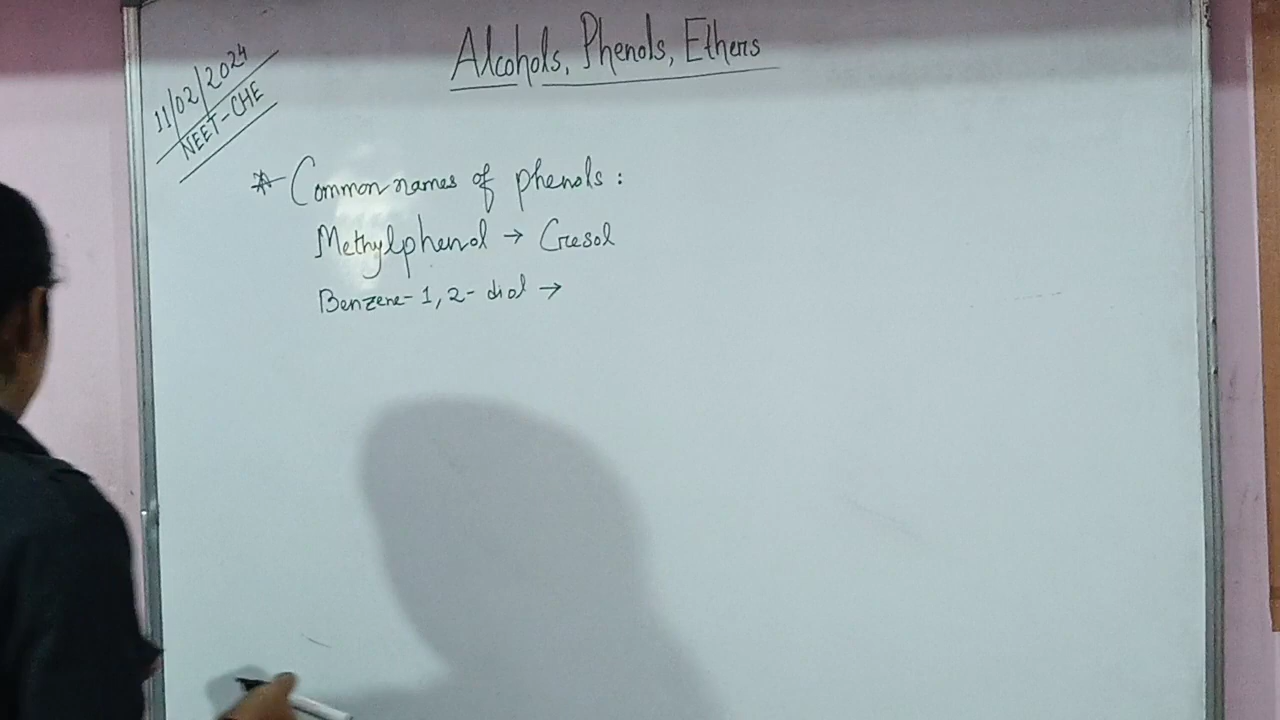 Alcohols, Phenols, Ethers
11/02/2024
NEET-CHE
* Common names of phenols :
Methylphenol → Cresol
Benzene-1,2-diol →